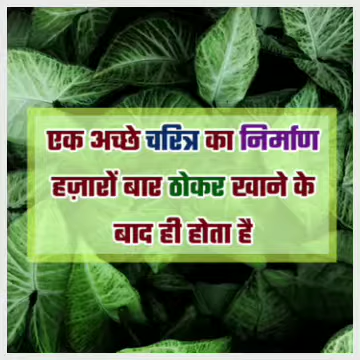 एक अच्छे चरित्र का निर्माण
हज़ारों बार ठोकर खाने के
बाद ही होता है